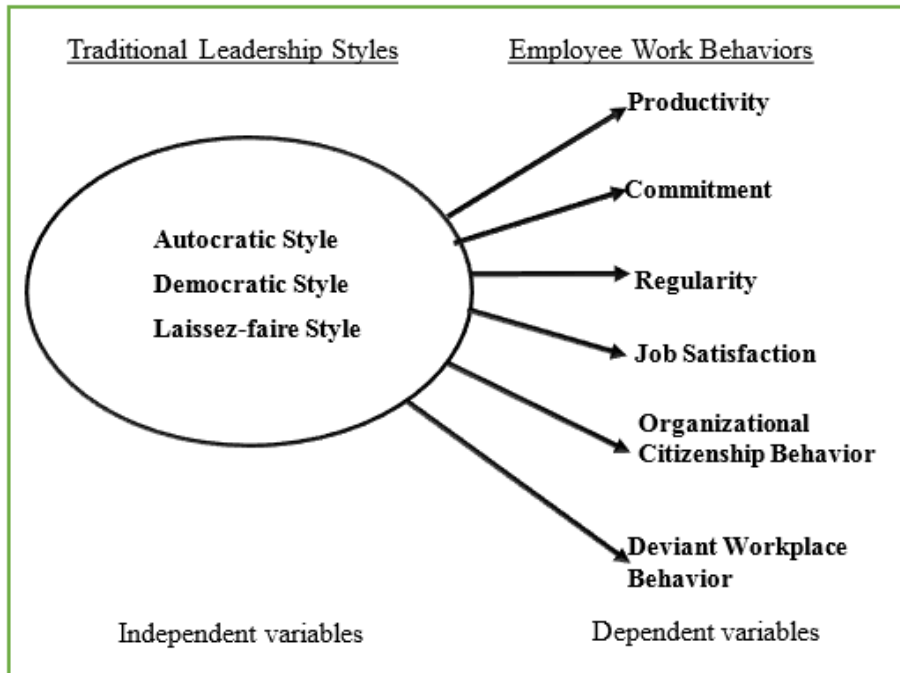 Traditional Leadership Styles
Employee Work Behaviors
Productivity
Commitment
Autocratic Style
Democratic Style
Laissez-faire Style
Regularity
Job Satisfaction
Organizational
Citizenship Behavior
Deviant Workplace
Behavior
Independent variables
Dependent variables